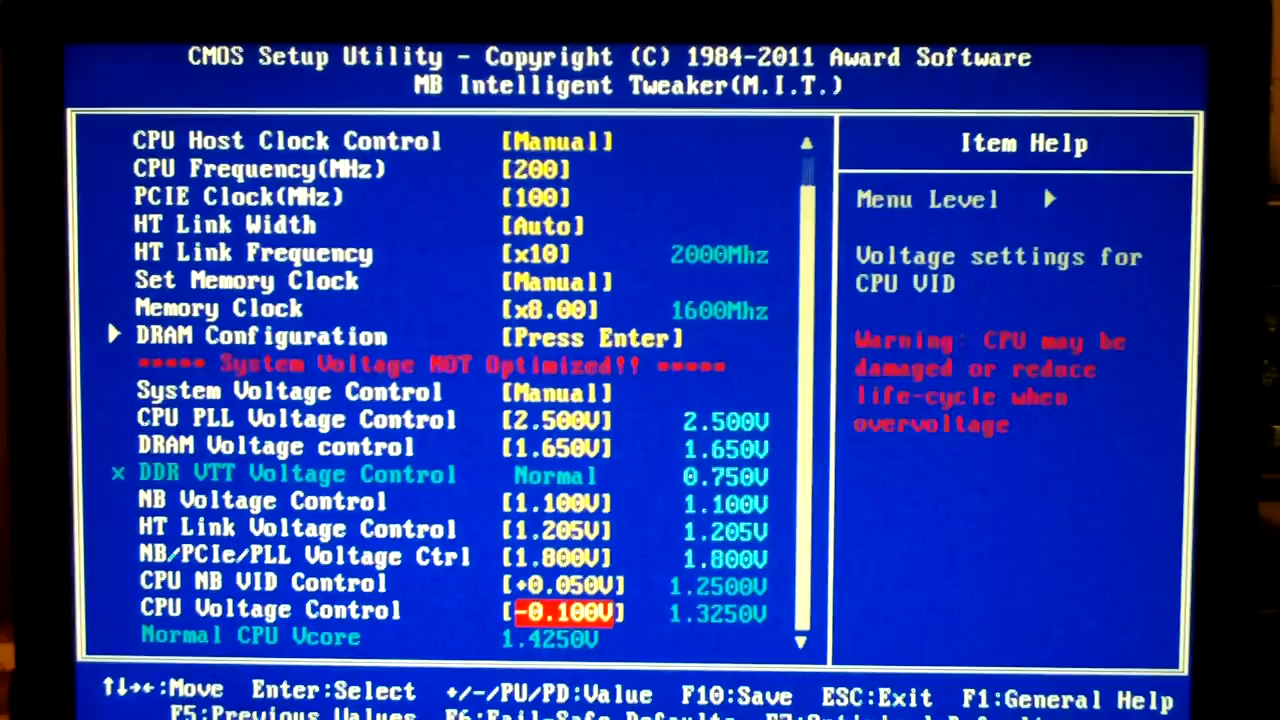 CMOS Setup Utility - Copyright (C) 1984-2011 Award Software
MB Intelligent Tweaker(M.I.T.)
CPU Host Clock Control [Manual]
CPU Frequency(MHz) [200]
PCIE Clock(MHz) [100]
HT Link Width [Auto]
HT Link Frequency [x10] 2000Mhz
Set Memory Clock [Manual]
Memory Clock [x8.00] 1600Mhz
DRAM Configuration [Press Enter]
***** System Voltage NOT Optimized!! *****
System Voltage Control [Manual]
CPU PLL Voltage Control [2.500V] 2.500V
DRAM Voltage control [1.650V] 1.650V
x DDR VTT Voltage Control Normal 0.750V
NB Voltage Control [1.100V] 1.100V
HT Link Voltage Control [1.205V] 1.205V
NB/PCIe/PLL Voltage Ctrl [1.800V] 1.800V
CPU NB VID Control [+0.050V] 1.2500V
CPU Voltage Control [-0.100V] 1.3250V
Normal CPU Vcore 1.4250V
Item Help
Menu Level
Voltage settings for
CPU VID
Warning: CPU may be
damaged or reduce
life-cycle when
overvoltage
↑↓→←:Move Enter:Select +/-/PU/PD:Value F10:Save ESC:Exit F1:General Help
F5:Previous Values F6:Fail-Safe Defaults